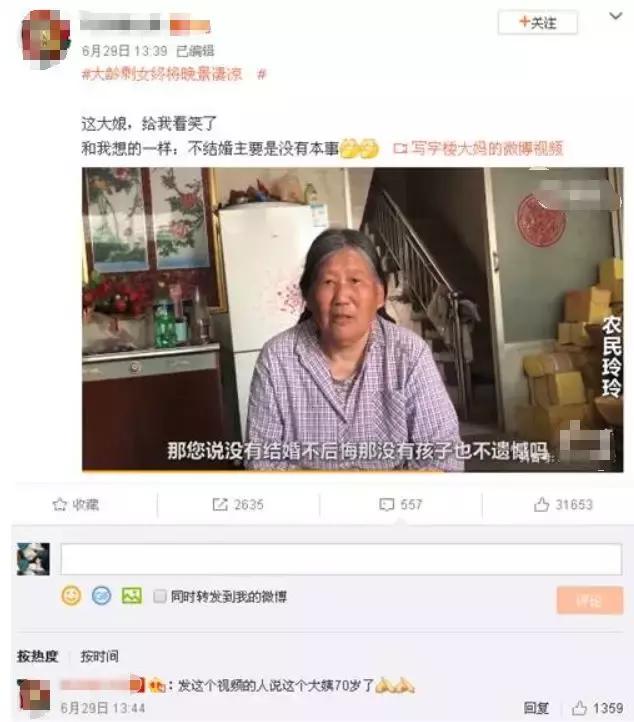 +关注
6月29日 13:39 已编辑
#大龄剩女终将晚景凄凉 #
这大娘，给我看笑了
和我想的一样：不结婚主要是没有本事 写字楼大妈的微博视频
农民玲玲
那您说没有结婚不后悔那没有孩子也不遗憾吗
收藏 2635 557 31653
同时转发到我的微博
评论
按热度 按时间
：发这个视频的人说这个大姨70岁了
6月29日 13:44 回复 1359